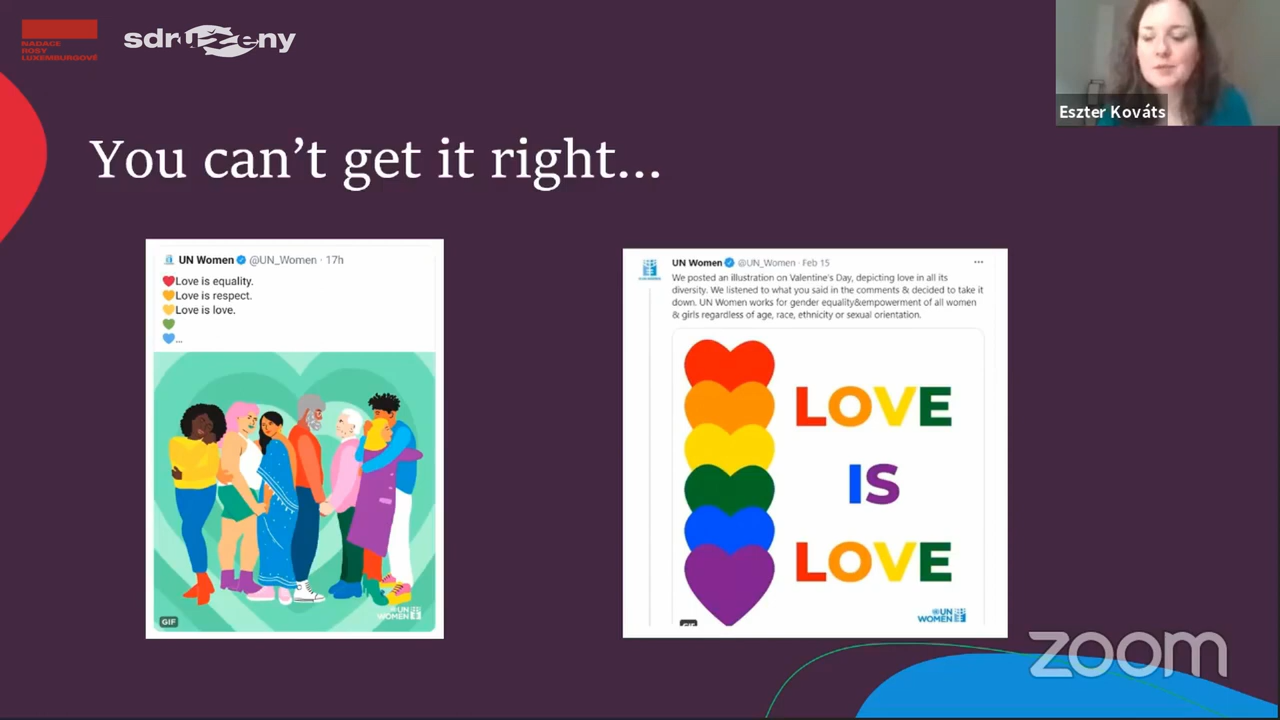 NADACE
ROSY
LUXEMBURGOVÉ
sdruženy
Eszter Kováts
You can't get it right...
UN Women @UN_Women · 17h
Love is equality.
Love is respect.
Love is love.
...
GIF
UN
WOMEN
UN Women @UN_Women · Feb 15
We posted an illustration on Valentine's Day, depicting love in all its
diversity. We listened to what you said in the comments & decided to take it
down. UN Women works for gender equality&empowerment of all women
& girls regardless of age, race, ethnicity or sexual orientation.
LOVE
IS
LOVE
UN
WOMEN
zoom